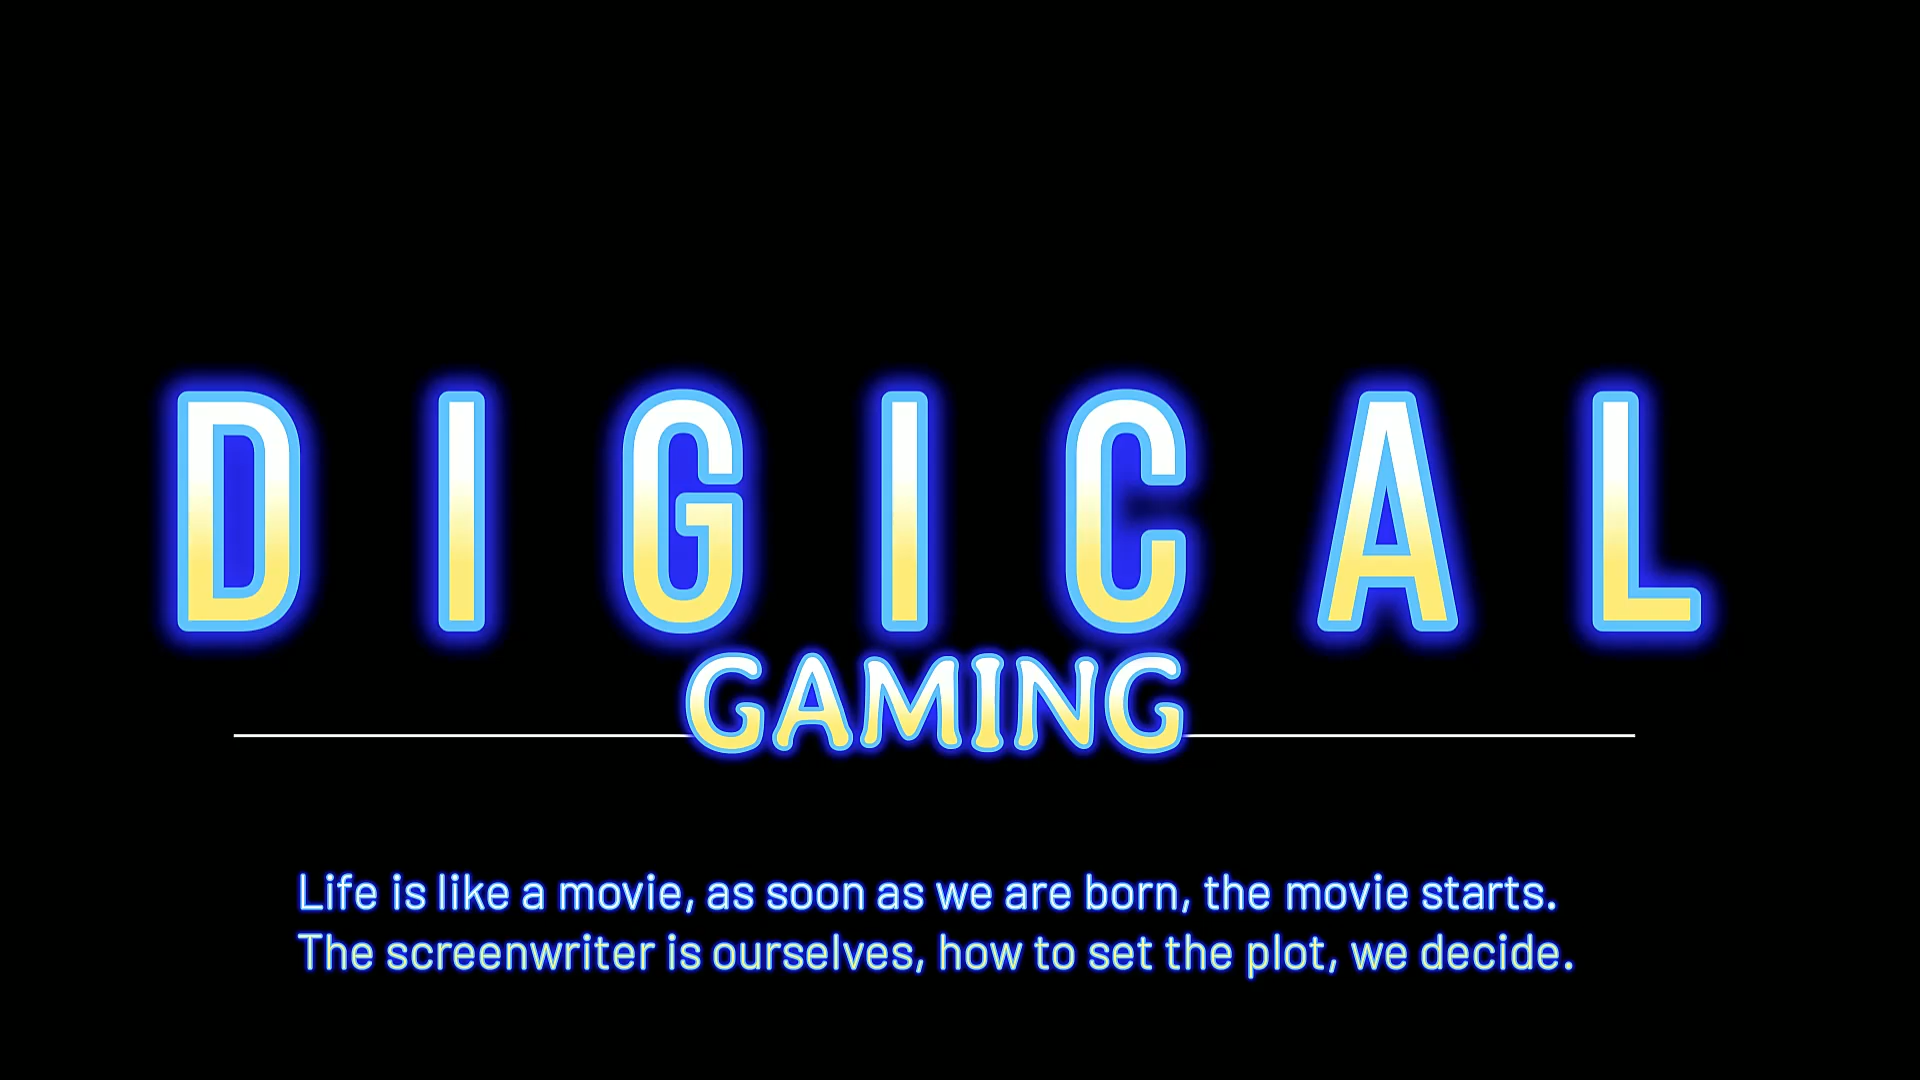 DIGICAL
GAMING
Life is like a movie, as soon as we are born, the movie starts.
The screenwriter is ourselves, how to set the plot, we decide.